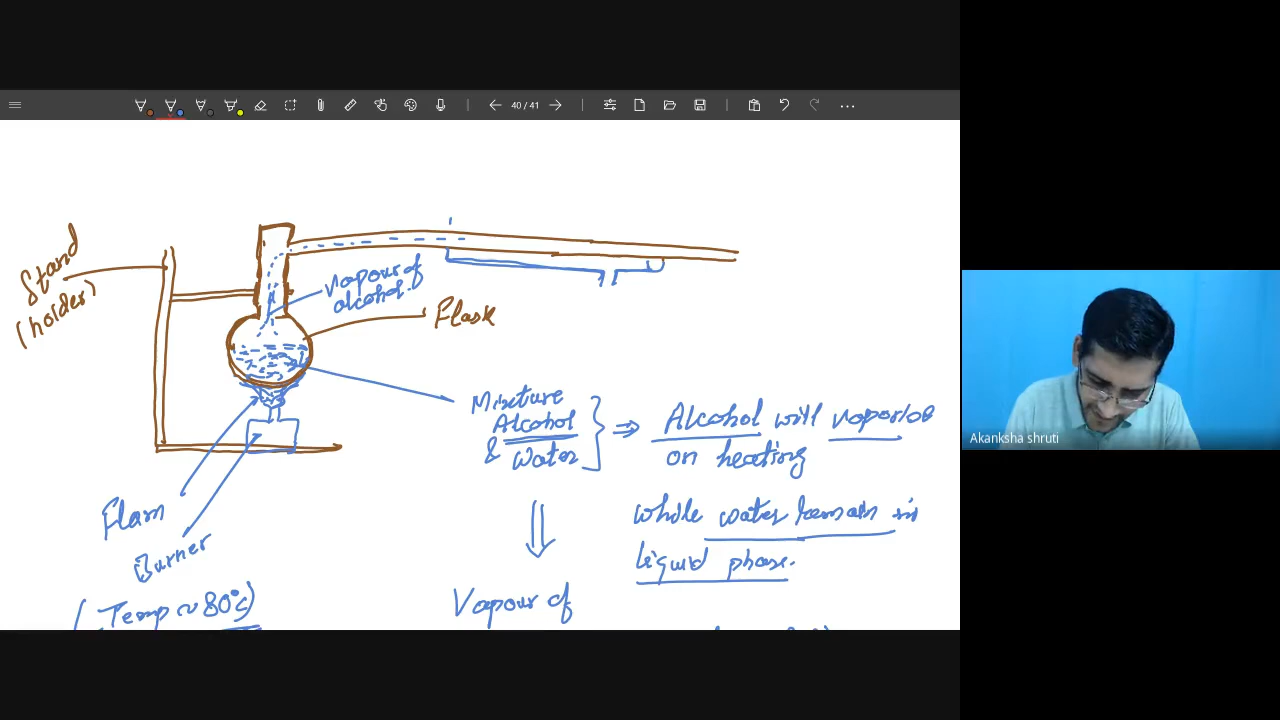 40 / 41
Stand
(holder)
Vapour of
alcohol.
Flask
Mixture
Alcohol
& Water
⇒ Alcohol will vaporise
on heating
While water remain in
liquid phase.
Flam
Burner
(Temp ~ 80°c)
Vapour of
Akanksha shruti